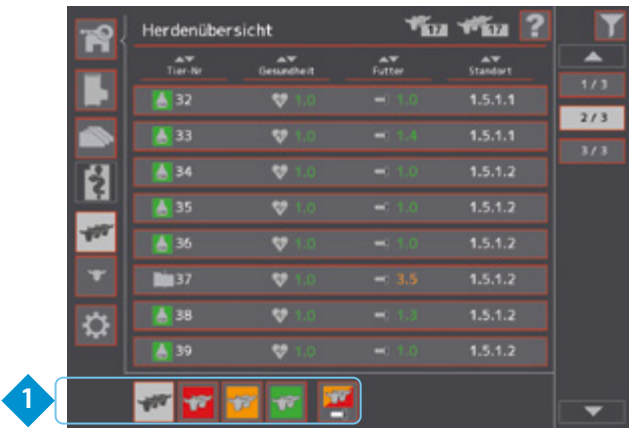 Herdenübersicht 17 17 ?
Tier-Nr Gesundheit Futter Standort
32 1.0 1.0 1.5.1.1
33 1.0 1.4 1.5.1.1
34 1.0 1.0 1.5.1.2
35 1.0 1.0 1.5.1.2
36 1.0 1.0 1.5.1.2
37 1.0 3.5 1.5.1.2
38 1.0 1.3 1.5.1.2
39 1.0 1.0 1.5.1.2
1/3
2/3
3/3
1